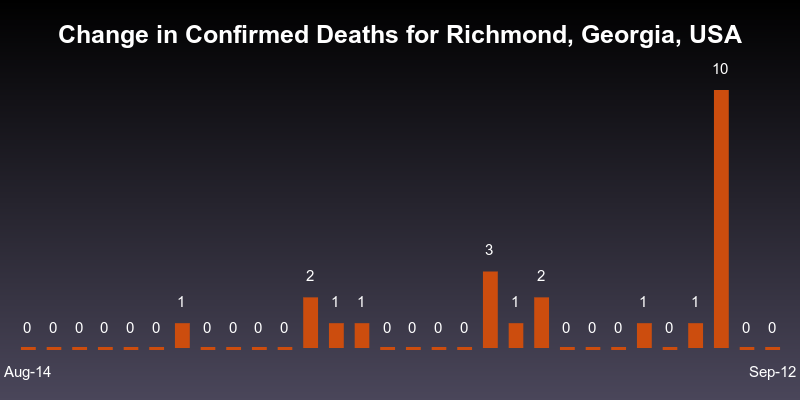 Change in Confirmed Deaths for Richmond, Georgia, USA
10
3
2 2
1 1 1 1 1 1
0 0 0 0 0 0 0 0 0 0 0 0 0 0 0 0 0 0 0 0
Aug-14 Sep-12